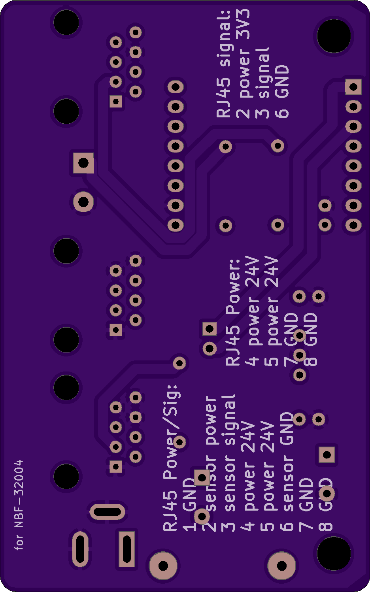 RJ45 signal:
2 power 3V3
3 signal
6 GND
RJ45 Power:
4 power 24V
5 power 24V
7 GND
8 GND
RJ45 Power/Sig:
1 GND
2 sensor power
3 sensor signal
4 power 24V
5 power 24V
6 sensor GND
7 GND
8 GND
for NBF-32004